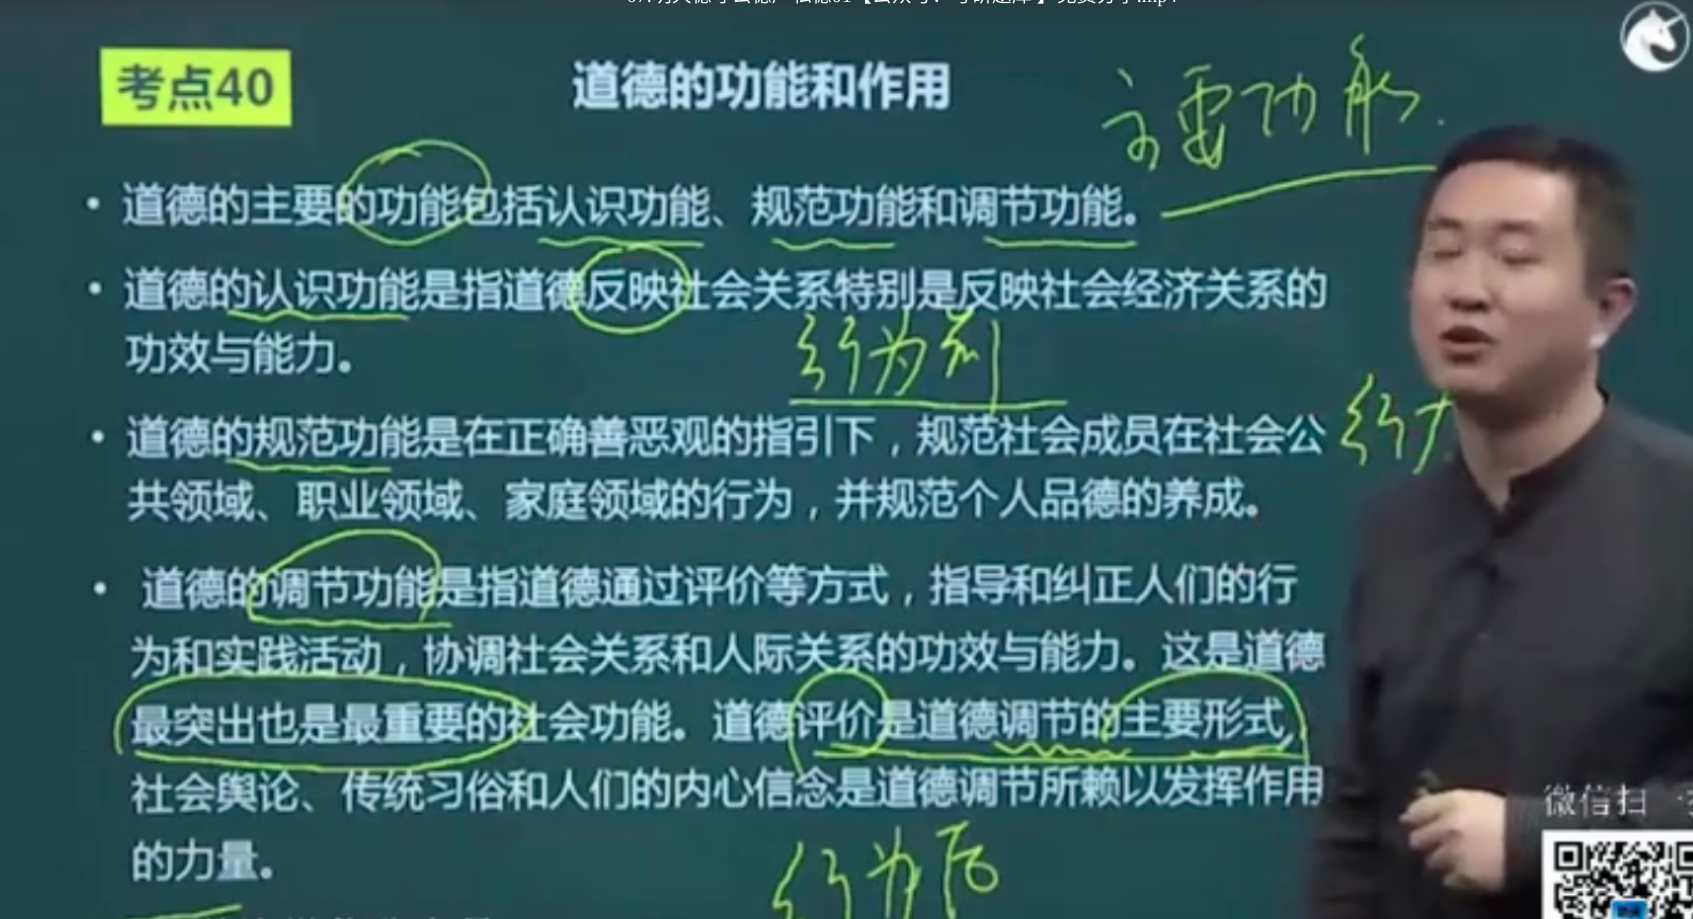 考点40
道德的功能和作用
主要功能
• 道德的主要的功能包括认识功能、规范功能和调节功能。
• 道德的认识功能是指道德反映社会关系特别是反映社会经济关系的
功效与能力。
行为前
• 道德的规范功能是在正确善恶观的指引下，规范社会成员在社会公
行
共领域、职业领域、家庭领域的行为，并规范个人品德的养成。
• 道德的调节功能是指道德通过评价等方式，指导和纠正人们的行
为和实践活动，协调社会关系和人际关系的功效与能力。这是道德
最突出也是最重要的社会功能。道德评价是道德调节的主要形式，
社会舆论、传统习俗和人们的内心信念是道德调节所赖以发挥作用
的力量。
行为后
微信扫一